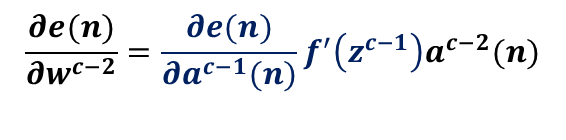 ∂e(n)/∂w^{c−2} = ∂e(n)/∂a^{c−1}(n) f′(z^{c−1})a^{c−2}(n)